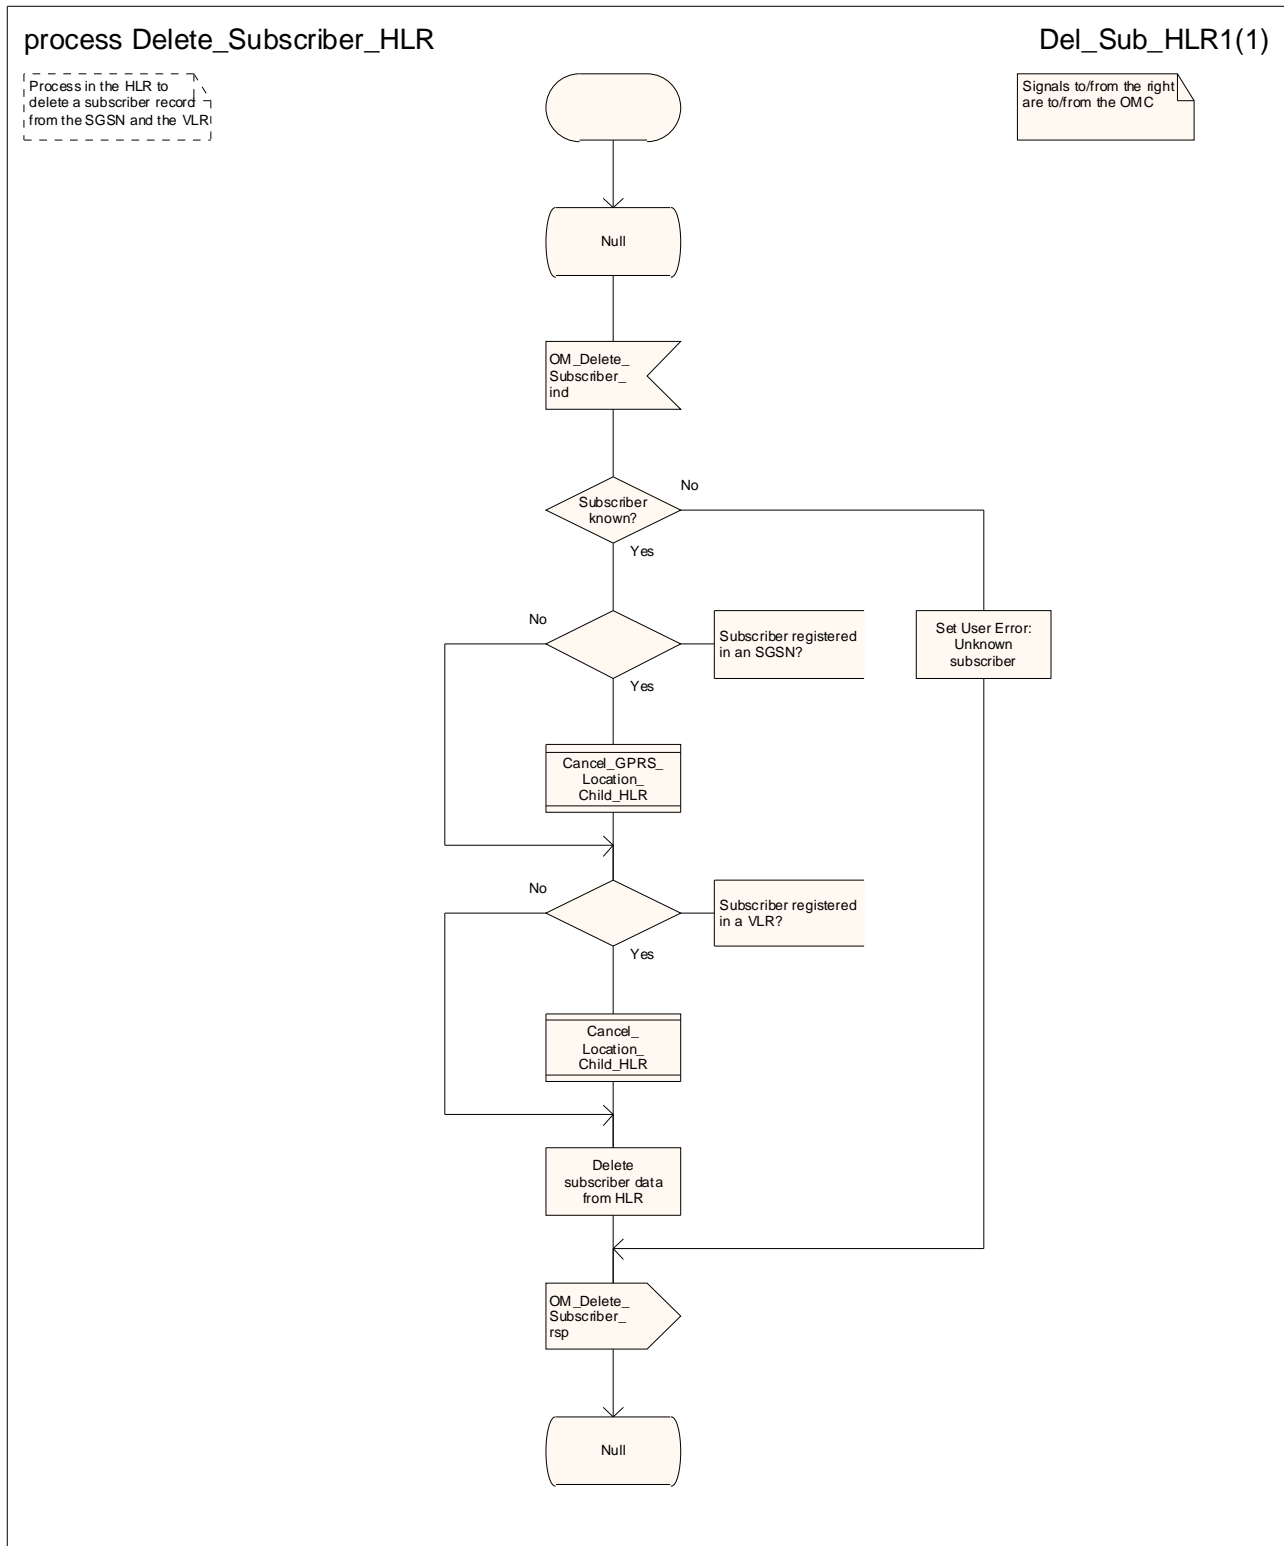 process Delete_Subscriber_HLR
Del_Sub_HLR1(1)
Process in the HLR to
delete a subscriber record
from the SGSN and the VLR
Signals to/from the right
are to/from the OMC
Null
OM_Delete_
Subscriber_
ind
Subscriber
known?
No
Yes
No
Subscriber registered
in an SGSN?
Set User Error:
Unknown
subscriber
Yes
Cancel_GPRS_
Location_
Child_HLR
No
Subscriber registered
in a VLR?
Yes
Cancel_
Location_
Child_HLR
Delete
subscriber data
from HLR
OM_Delete_
Subscriber_
rsp
Null